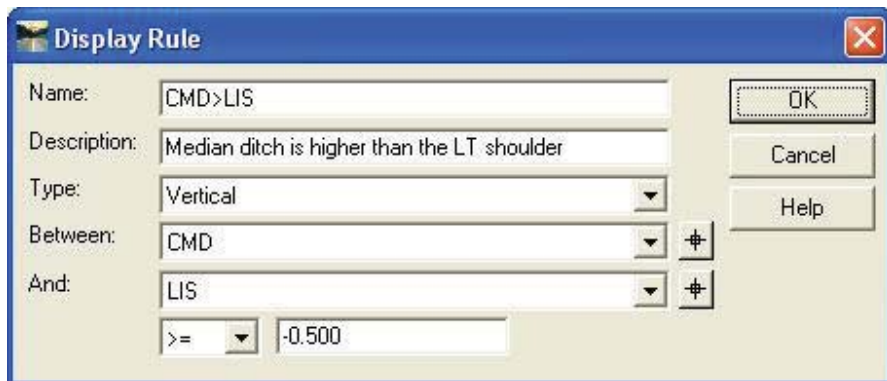 Display Rule
Name: CMD>LIS OK
Description: Median ditch is higher than the LT shoulder Cancel
Type: Vertical Help
Between: CMD
And: LIS
>= -0.500